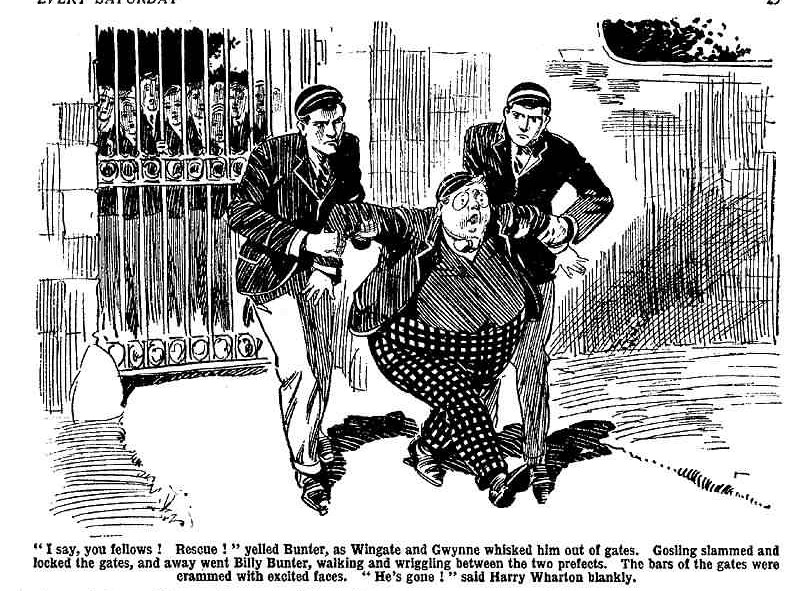 EVERY SATURDAY
“ I say, you fellows ! Rescue ! ” yelled Bunter, as Wingate and Gwynne whisked him out of gates. Gosling slammed and
locked the gates, and away went Billy Bunter, walking and wriggling between the two prefects. The bars of the gates were
crammed with excited faces. “ He's gone ! ” said Harry Wharton blankly.